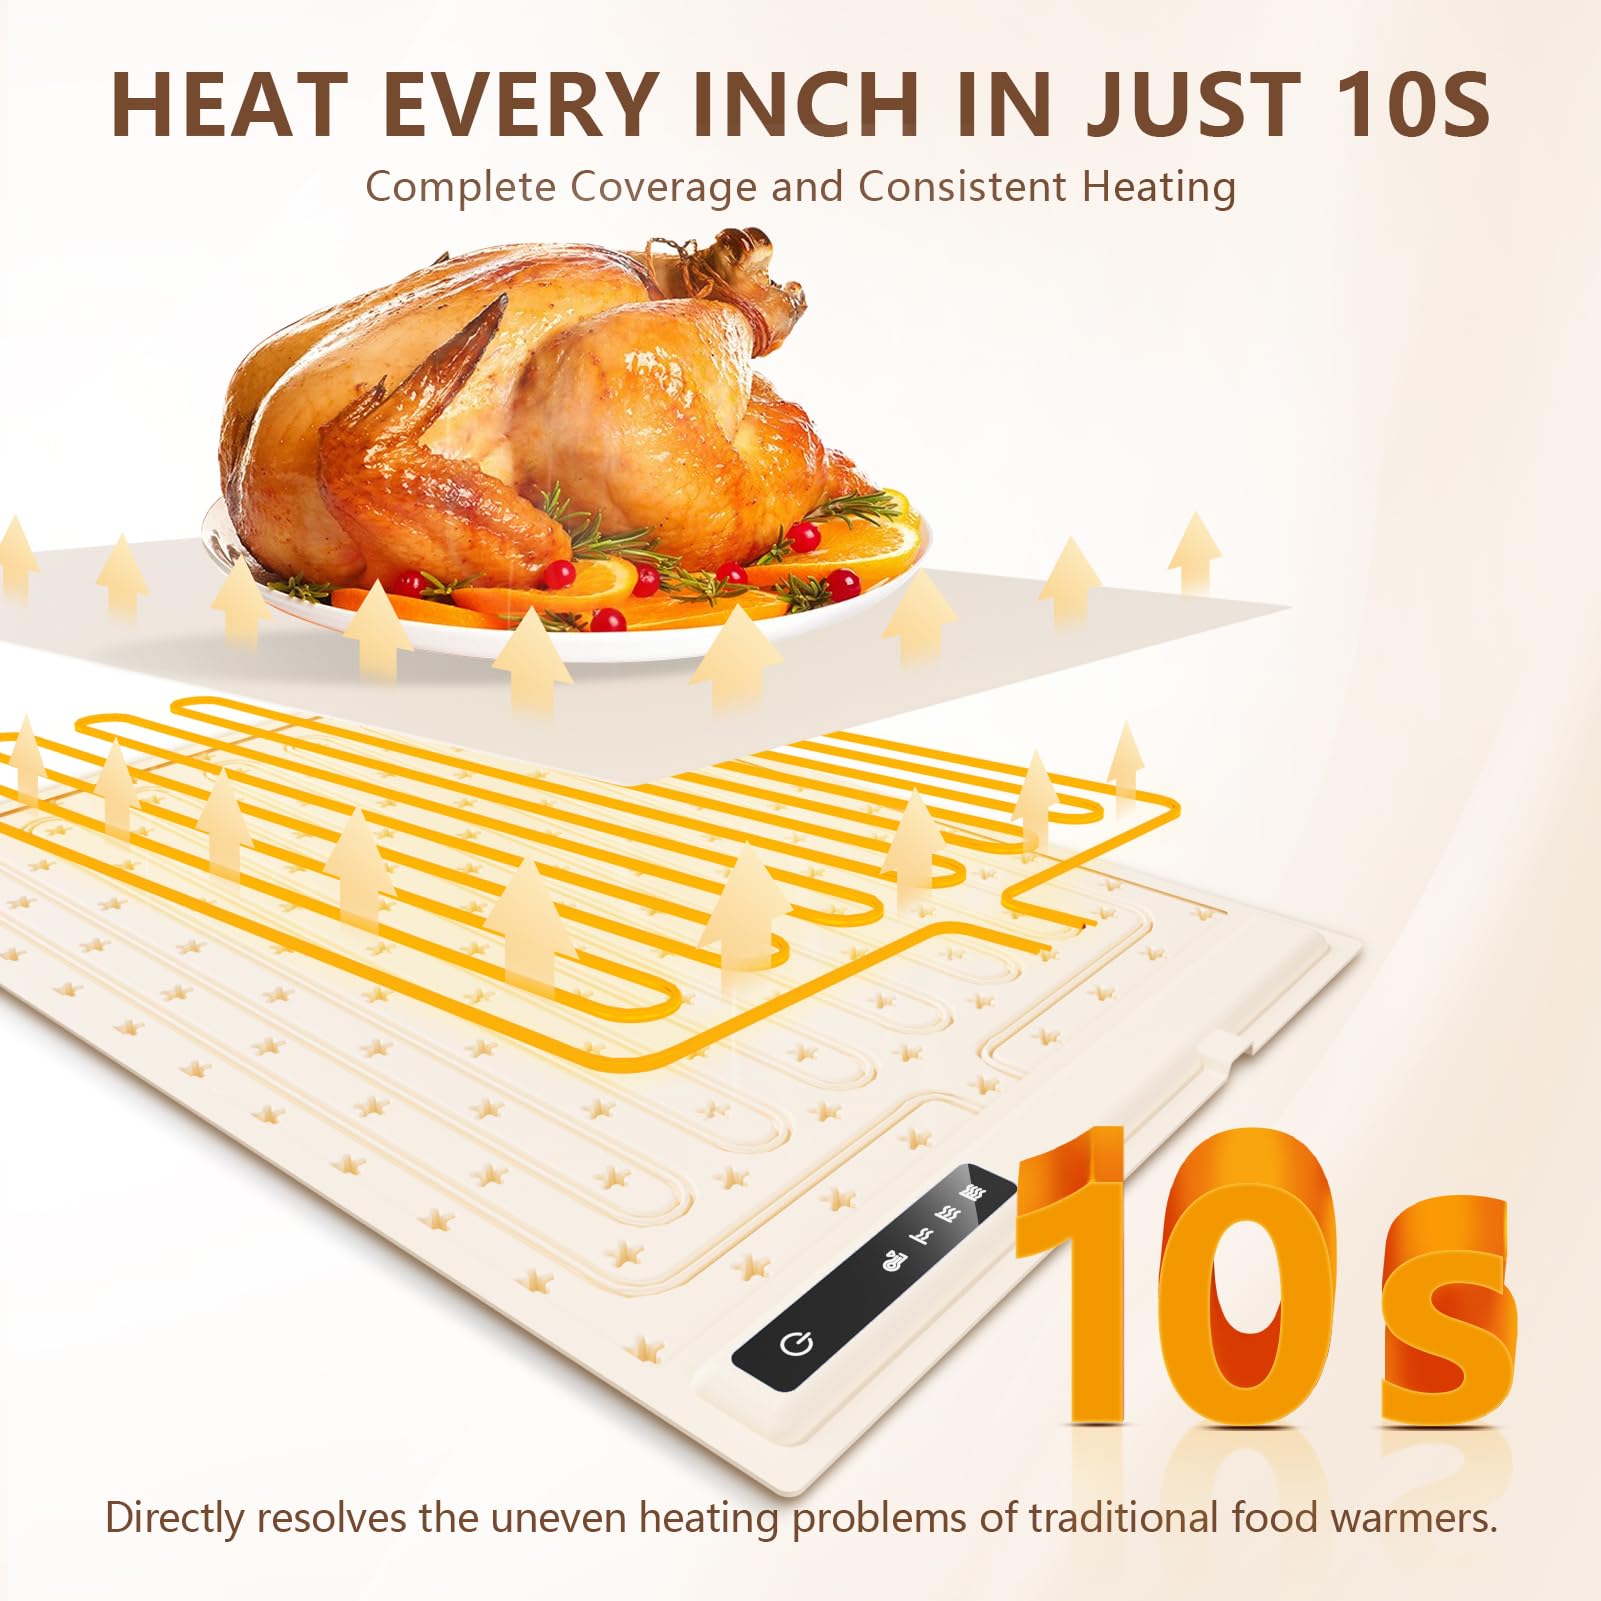 HEAT EVERY INCH IN JUST 10S
Complete Coverage and Consistent Heating
10s
Directly resolves the uneven heating problems of traditional food warmers.